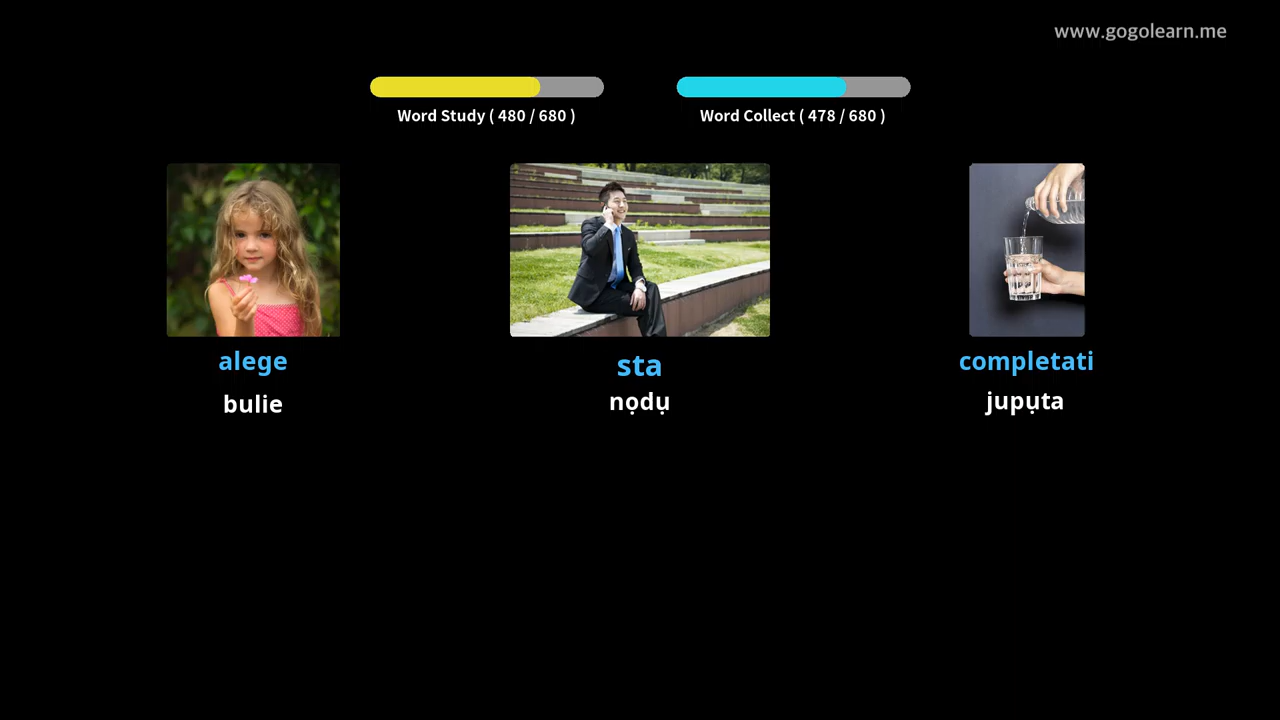 www.gogolearn.me
Word Study ( 480 / 680 )
Word Collect ( 478 / 680 )
alege
sta
completati
bulie
nọdụ
jupụta